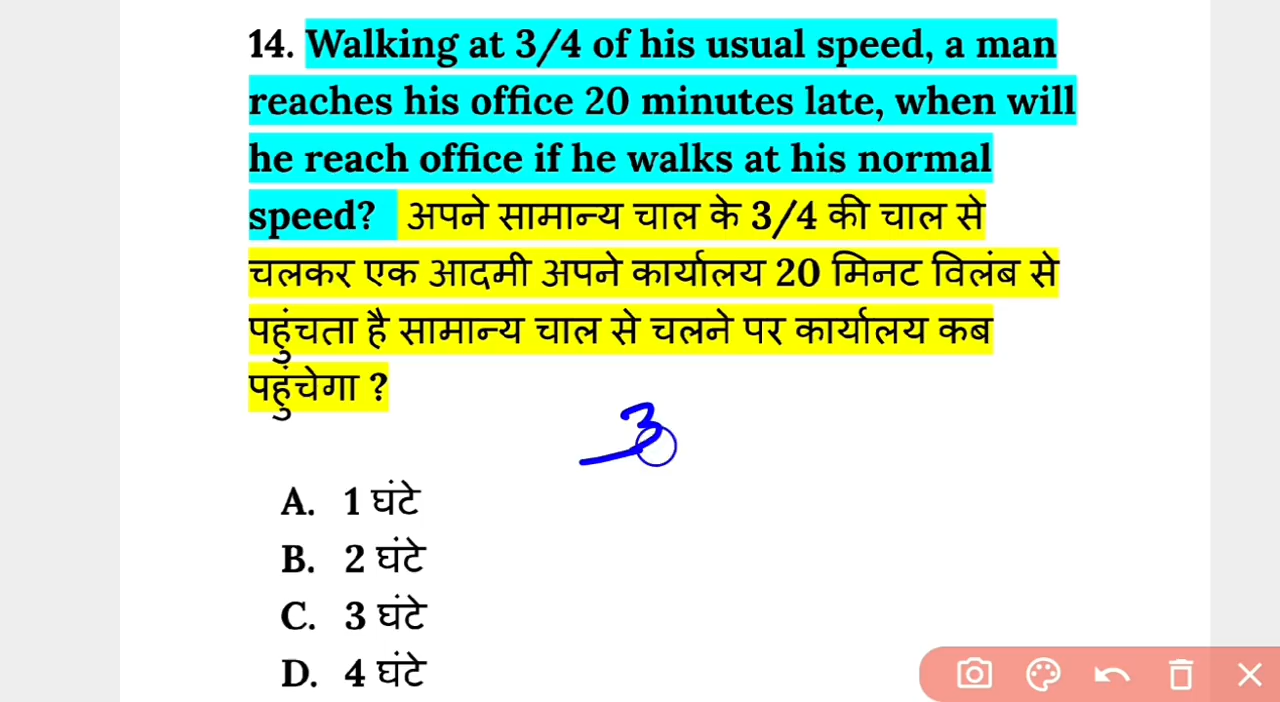 14. Walking at 3/4 of his usual speed, a man
reaches his office 20 minutes late, when will
he reach office if he walks at his normal
speed? अपने सामान्य चाल के 3/4 की चाल से
चलकर एक आदमी अपने कार्यालय 20 मिनट विलंब से
पहुंचता है सामान्य चाल से चलने पर कार्यालय कब
पहुंचेगा ?
3
A. 1 घंटे
B. 2 घंटे
C. 3 घंटे
D. 4 घंटे